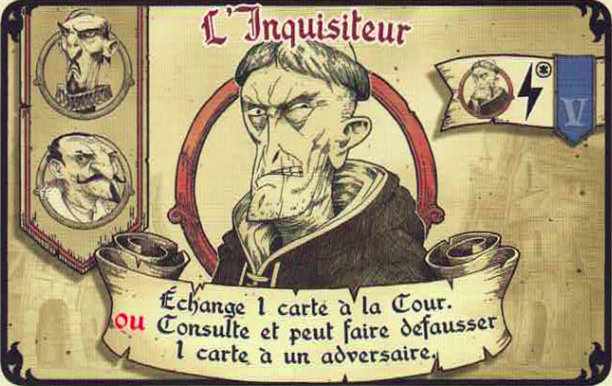 L'Inquisiteur
V
Échange 1 carte à la Cour.
ou Consulte et peut faire defausser
1 carte à un adversaire.